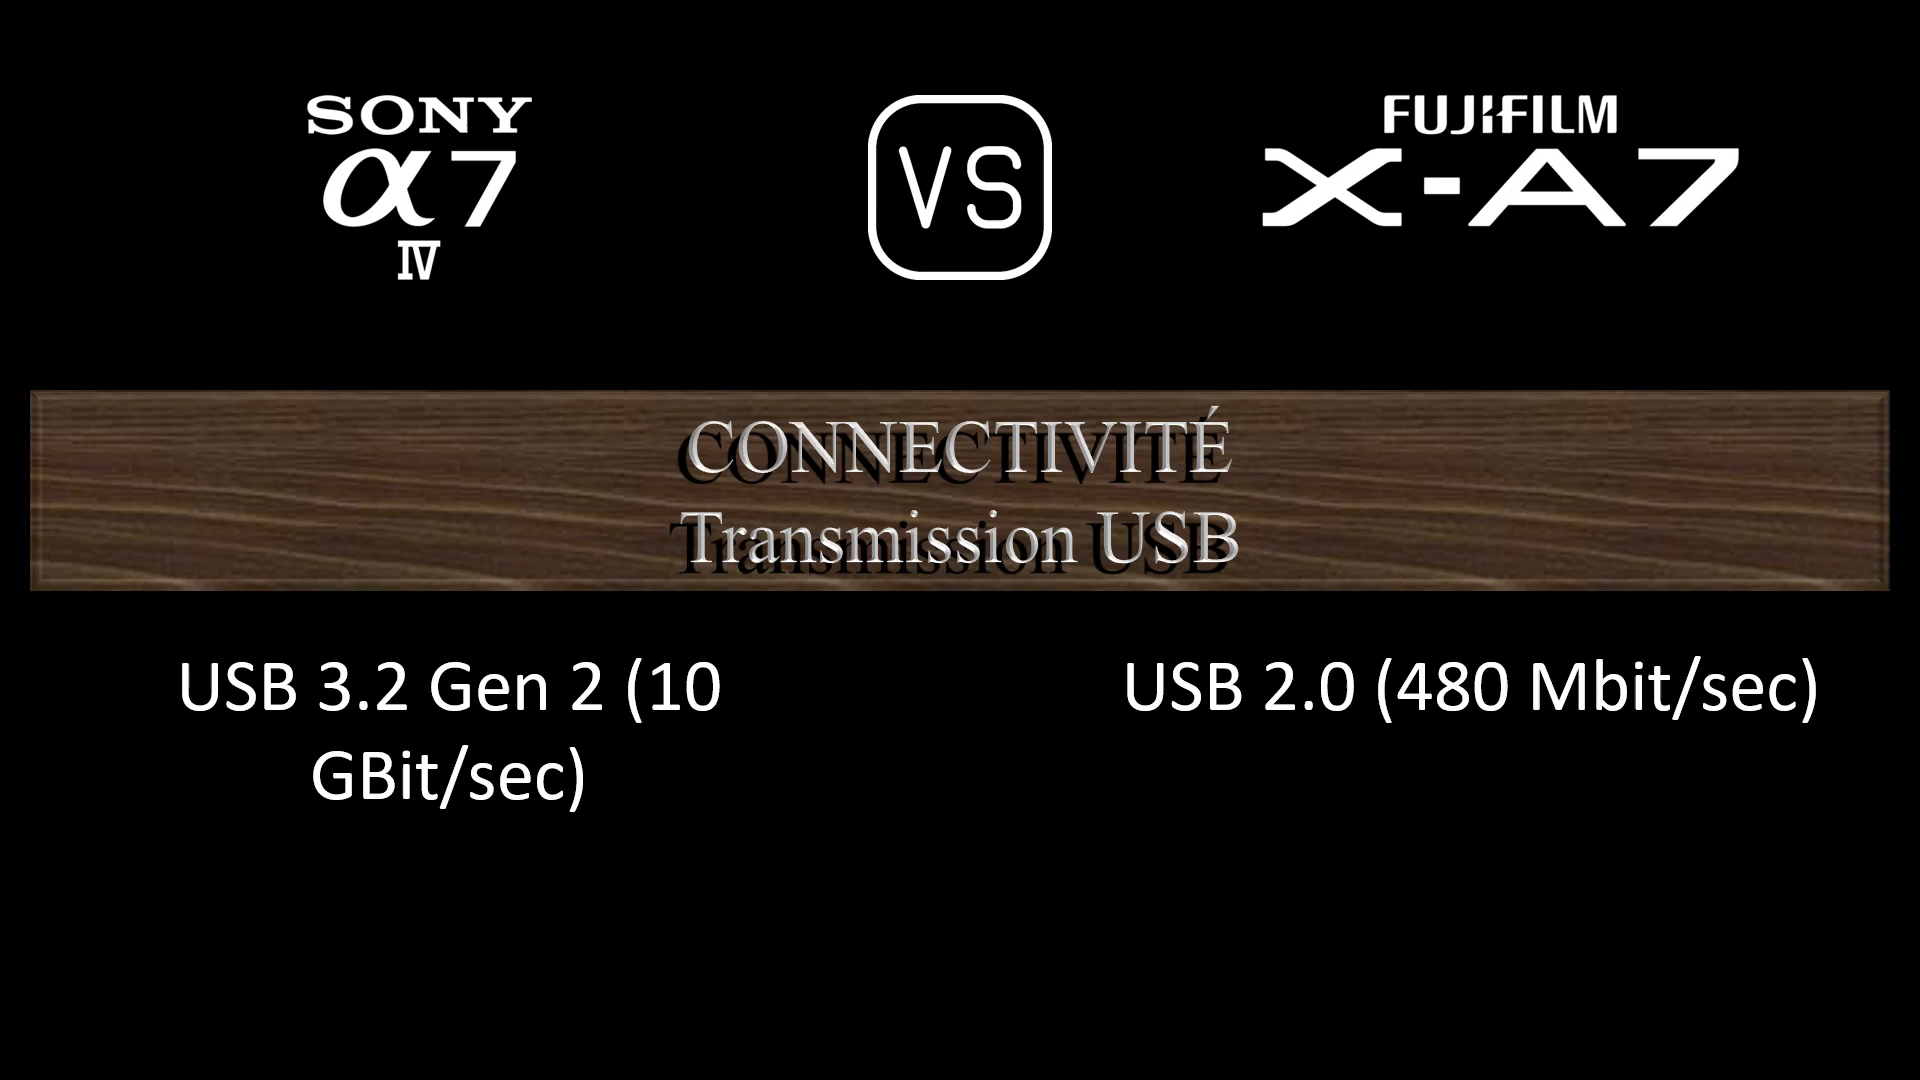 SONY
α7
IV
VS
FUJIFILM
X-A7
CONNECTIVITÉ
Transmission USB
USB 3.2 Gen 2 (10
GBit/sec)
USB 2.0 (480 Mbit/sec)